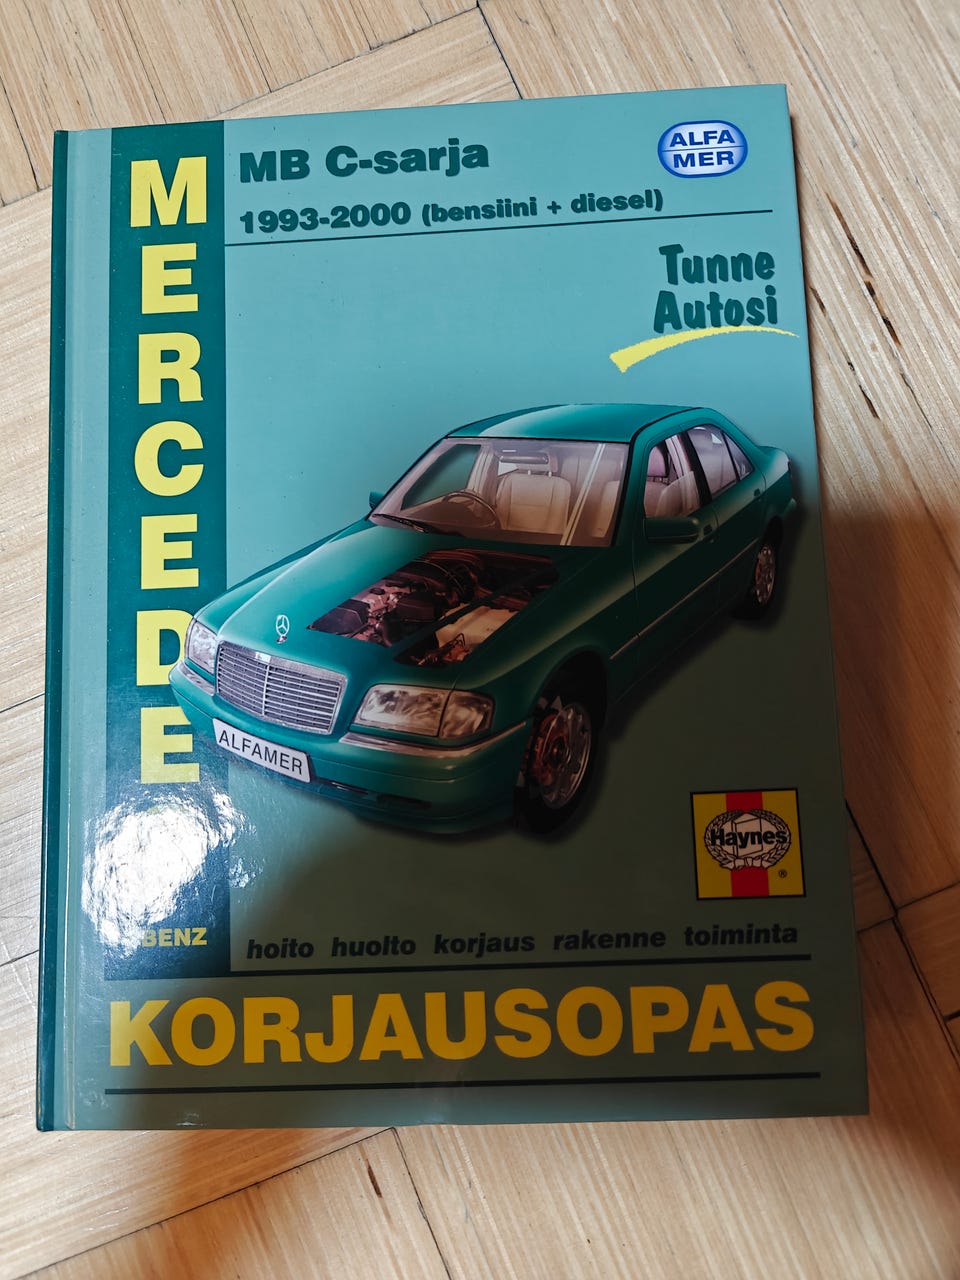 MB C-sarja
1993-2000 (bensiini + diesel)
ALFA
MER
Tunne
Autosi
MERCEDE
BENZ
ALFAMER
Haynes
®
hoito huolto korjaus rakenne toiminta
KORJAUSOPAS